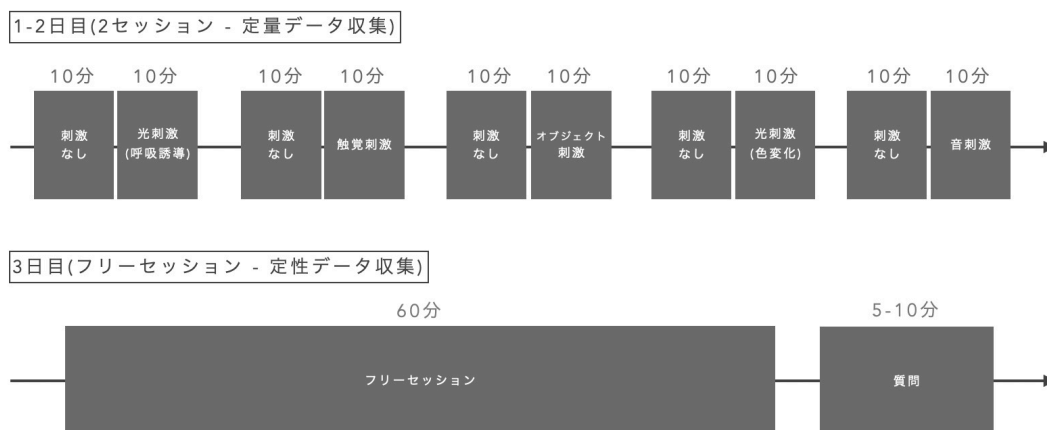 1-2日目(2セッション - 定量データ収集)
10分 10分 10分 10分 10分 10分 10分 10分 10分 10分
刺激
なし
光刺激
(呼吸誘導)
刺激
なし
触覚刺激
刺激
なし
オブジェクト
刺激
刺激
なし
光刺激
(色変化)
刺激
なし
音刺激
3日目(フリーセッション - 定性データ収集)
60分 5-10分
フリーセッション
質問